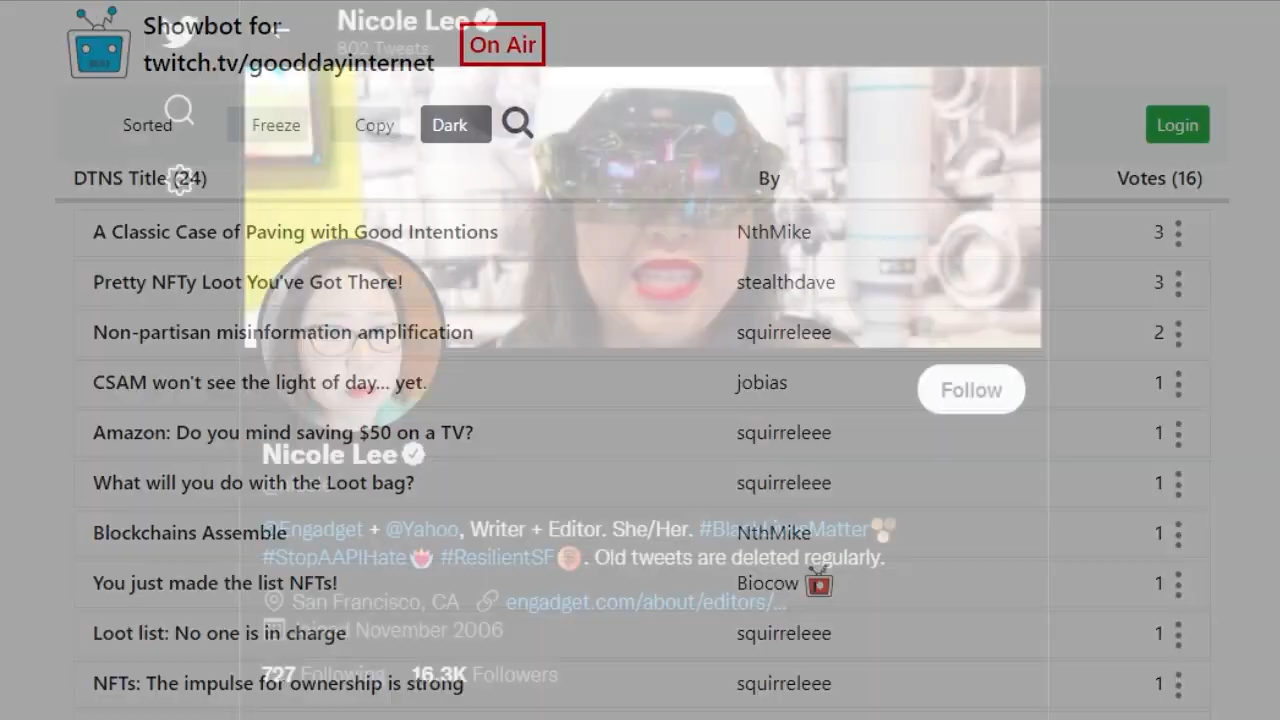 Showbot for
twitch.tv/gooddayinternet
Nicole Lee
802 Tweets
On Air
Sorted
Freeze
Copy
Dark
Login
DTNS Title (24)
By
Votes (16)
A Classic Case of Paving with Good Intentions NthMike 3
Pretty NFTy Loot You've Got There! stealthdave 3
Non-partisan misinformation amplification squirreleee 2
CSAM won't see the light of day... yet. jobias 1
Follow
Amazon: Do you mind saving $50 on a TV? squirreleee 1
Nicole Lee
What will you do with the Loot bag? squirreleee 1
@Engadget + @Yahoo, Writer + Editor. She/Her. #BlackLivesMatter
Blockchains Assemble NthMike 1
#StopAAPIHate #ResilientSF . Old tweets are deleted regularly.
You just made the list NFTs! Biocow 1
San Francisco, CA engadget.com/about/editors/...
Joined November 2006
Loot list: No one is in charge squirreleee 1
727 Following 16.3K Followers
NFTs: The impulse for ownership is strong squirreleee 1